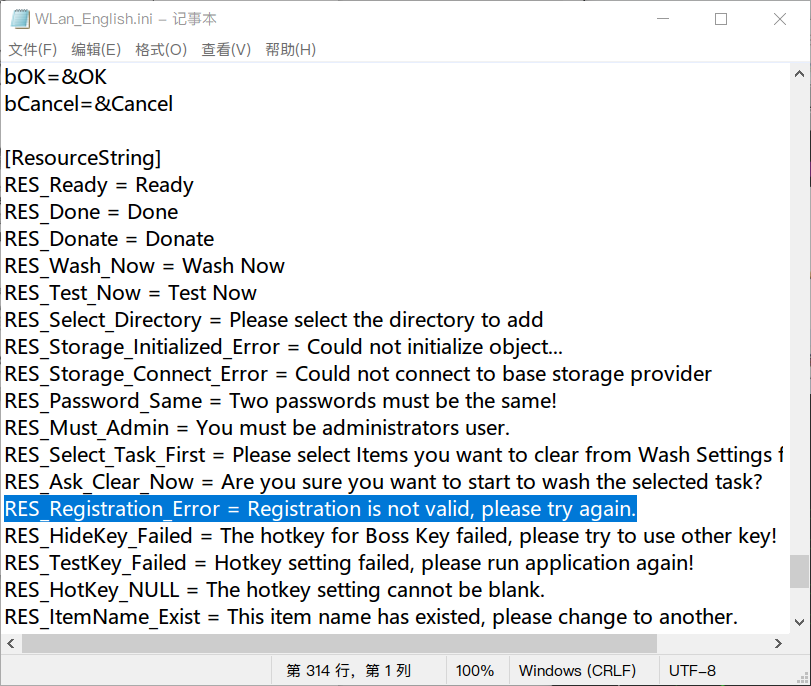 WLan_English.ini - 记事本
文件(F) 编辑(E) 格式(O) 查看(V) 帮助(H)
bOK=&OK
bCancel=&Cancel
[ResourceString]
RES_Ready = Ready
RES_Done = Done
RES_Donate = Donate
RES_Wash_Now = Wash Now
RES_Test_Now = Test Now
RES_Select_Directory = Please select the directory to add
RES_Storage_Initialized_Error = Could not initialize object...
RES_Storage_Connect_Error = Could not connect to base storage provider
RES_Password_Same = Two passwords must be the same!
RES_Must_Admin = You must be administrators user.
RES_Select_Task_First = Please select Items you want to clear from Wash Settings f
RES_Ask_Clear_Now = Are you sure you want to start to wash the selected task?
RES_Registration_Error = Registration is not valid, please try again.
RES_HideKey_Failed = The hotkey for Boss Key failed, please try to use other key!
RES_TestKey_Failed = Hotkey setting failed, please run application again!
RES_HotKey_NULL = The hotkey setting cannot be blank.
RES_ItemName_Exist = This item name has existed, please change to another.
第 314 行，第 1 列 100% Windows (CRLF) UTF-8